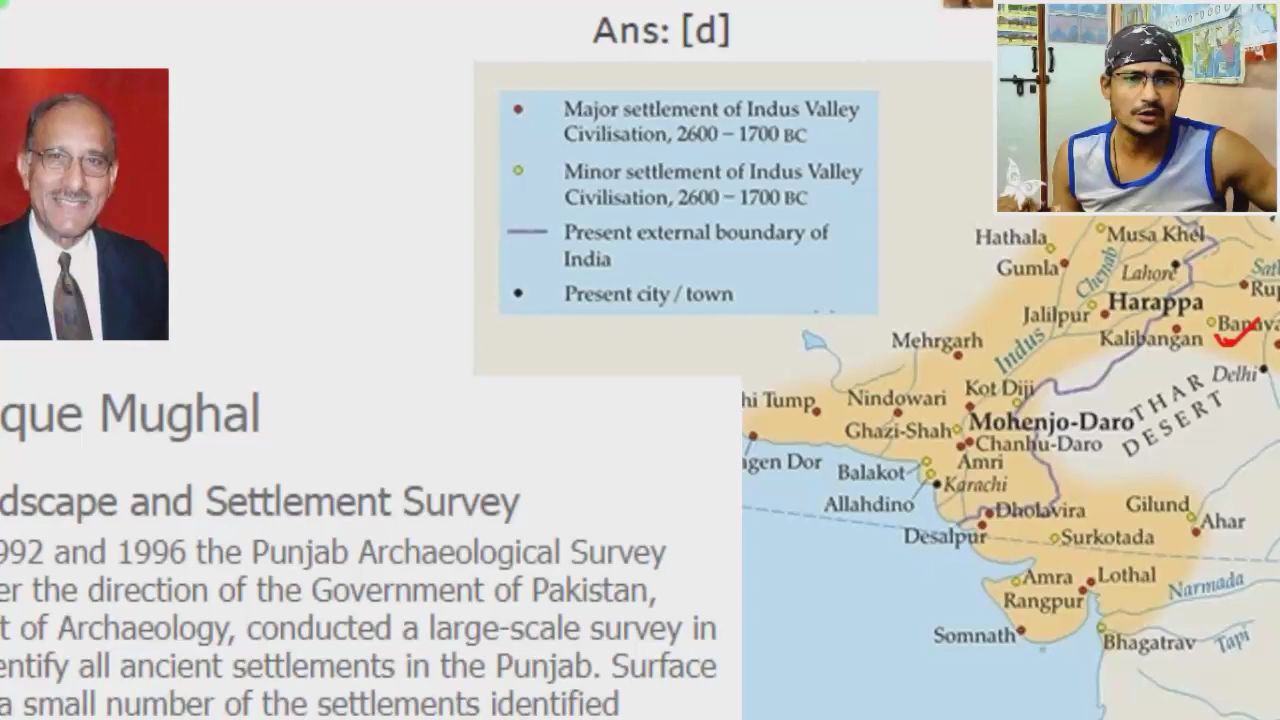 Ans: [d]
Major settlement of Indus Valley
Civilisation, 2600 – 1700 BC
Minor settlement of Indus Valley
Civilisation, 2600 – 1700 BC
Present external boundary of
India
Present city / town
que Mughal
dscape and Settlement Survey
992 and 1996 the Punjab Archaeological Survey
er the direction of the Government of Pakistan,
t of Archaeology, conducted a large-scale survey in
entify all ancient settlements in the Punjab. Surface
a small number of the settlements identified
Hathala
Musa Khel
Gumla
Chenab
Lahore
Sat
Ru
Jalilpur
Harappa
Kalibangan
Banava
Mehrgarh
Indus
Delhi
hi Tump
Nindowari
Kot Diji
THAR
DESERT
Ghazi-Shah
Mohenjo-Daro
Chanhu-Daro
agen Dor
Balakot
Amri
Karachi
Allahdino
Dholavira
Gilund
Ahar
Desalpur
Surkotada
Amra
Lothal
Narmada
Rangpur
Somnath
Bhagatrav
Tapi